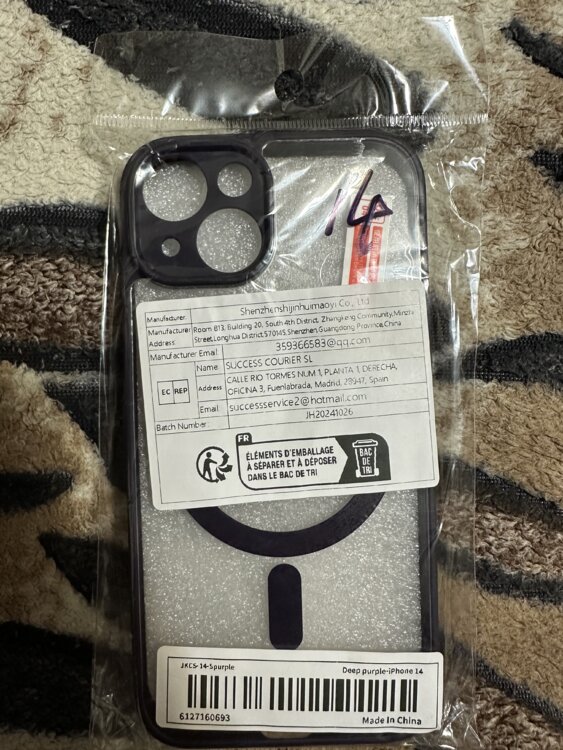 14
Manufacturer Shenzhenshijinhuimaoyi Co., Ltd
Manufacturer Address Room 813, Building 20, South 4th District, Zhangkeng Community, Minzhi
Street, Longhua District, 570145, Shenzhen, Guangdong Province, China
Manufacturer Email 359366583@qq.com
EC REP
Name SUCCESS COURIER SL
Address CALLE RIO TORMES NUM 1, PLANTA 1, DERECHA,
OFICINA 3, Fuenlabrada, Madrid, 28947, Spain
Email successservice2@hotmail.com
Batch Number JH20241026
FR
ÉLÉMENTS D'EMBALLAGE
À SÉPARER ET À DÉPOSER
DANS LE BAC DE TRI
BAC
DE
TRI
JKCS-14-Spurple Deep purple-iPhone 14
6127160693 Made In China